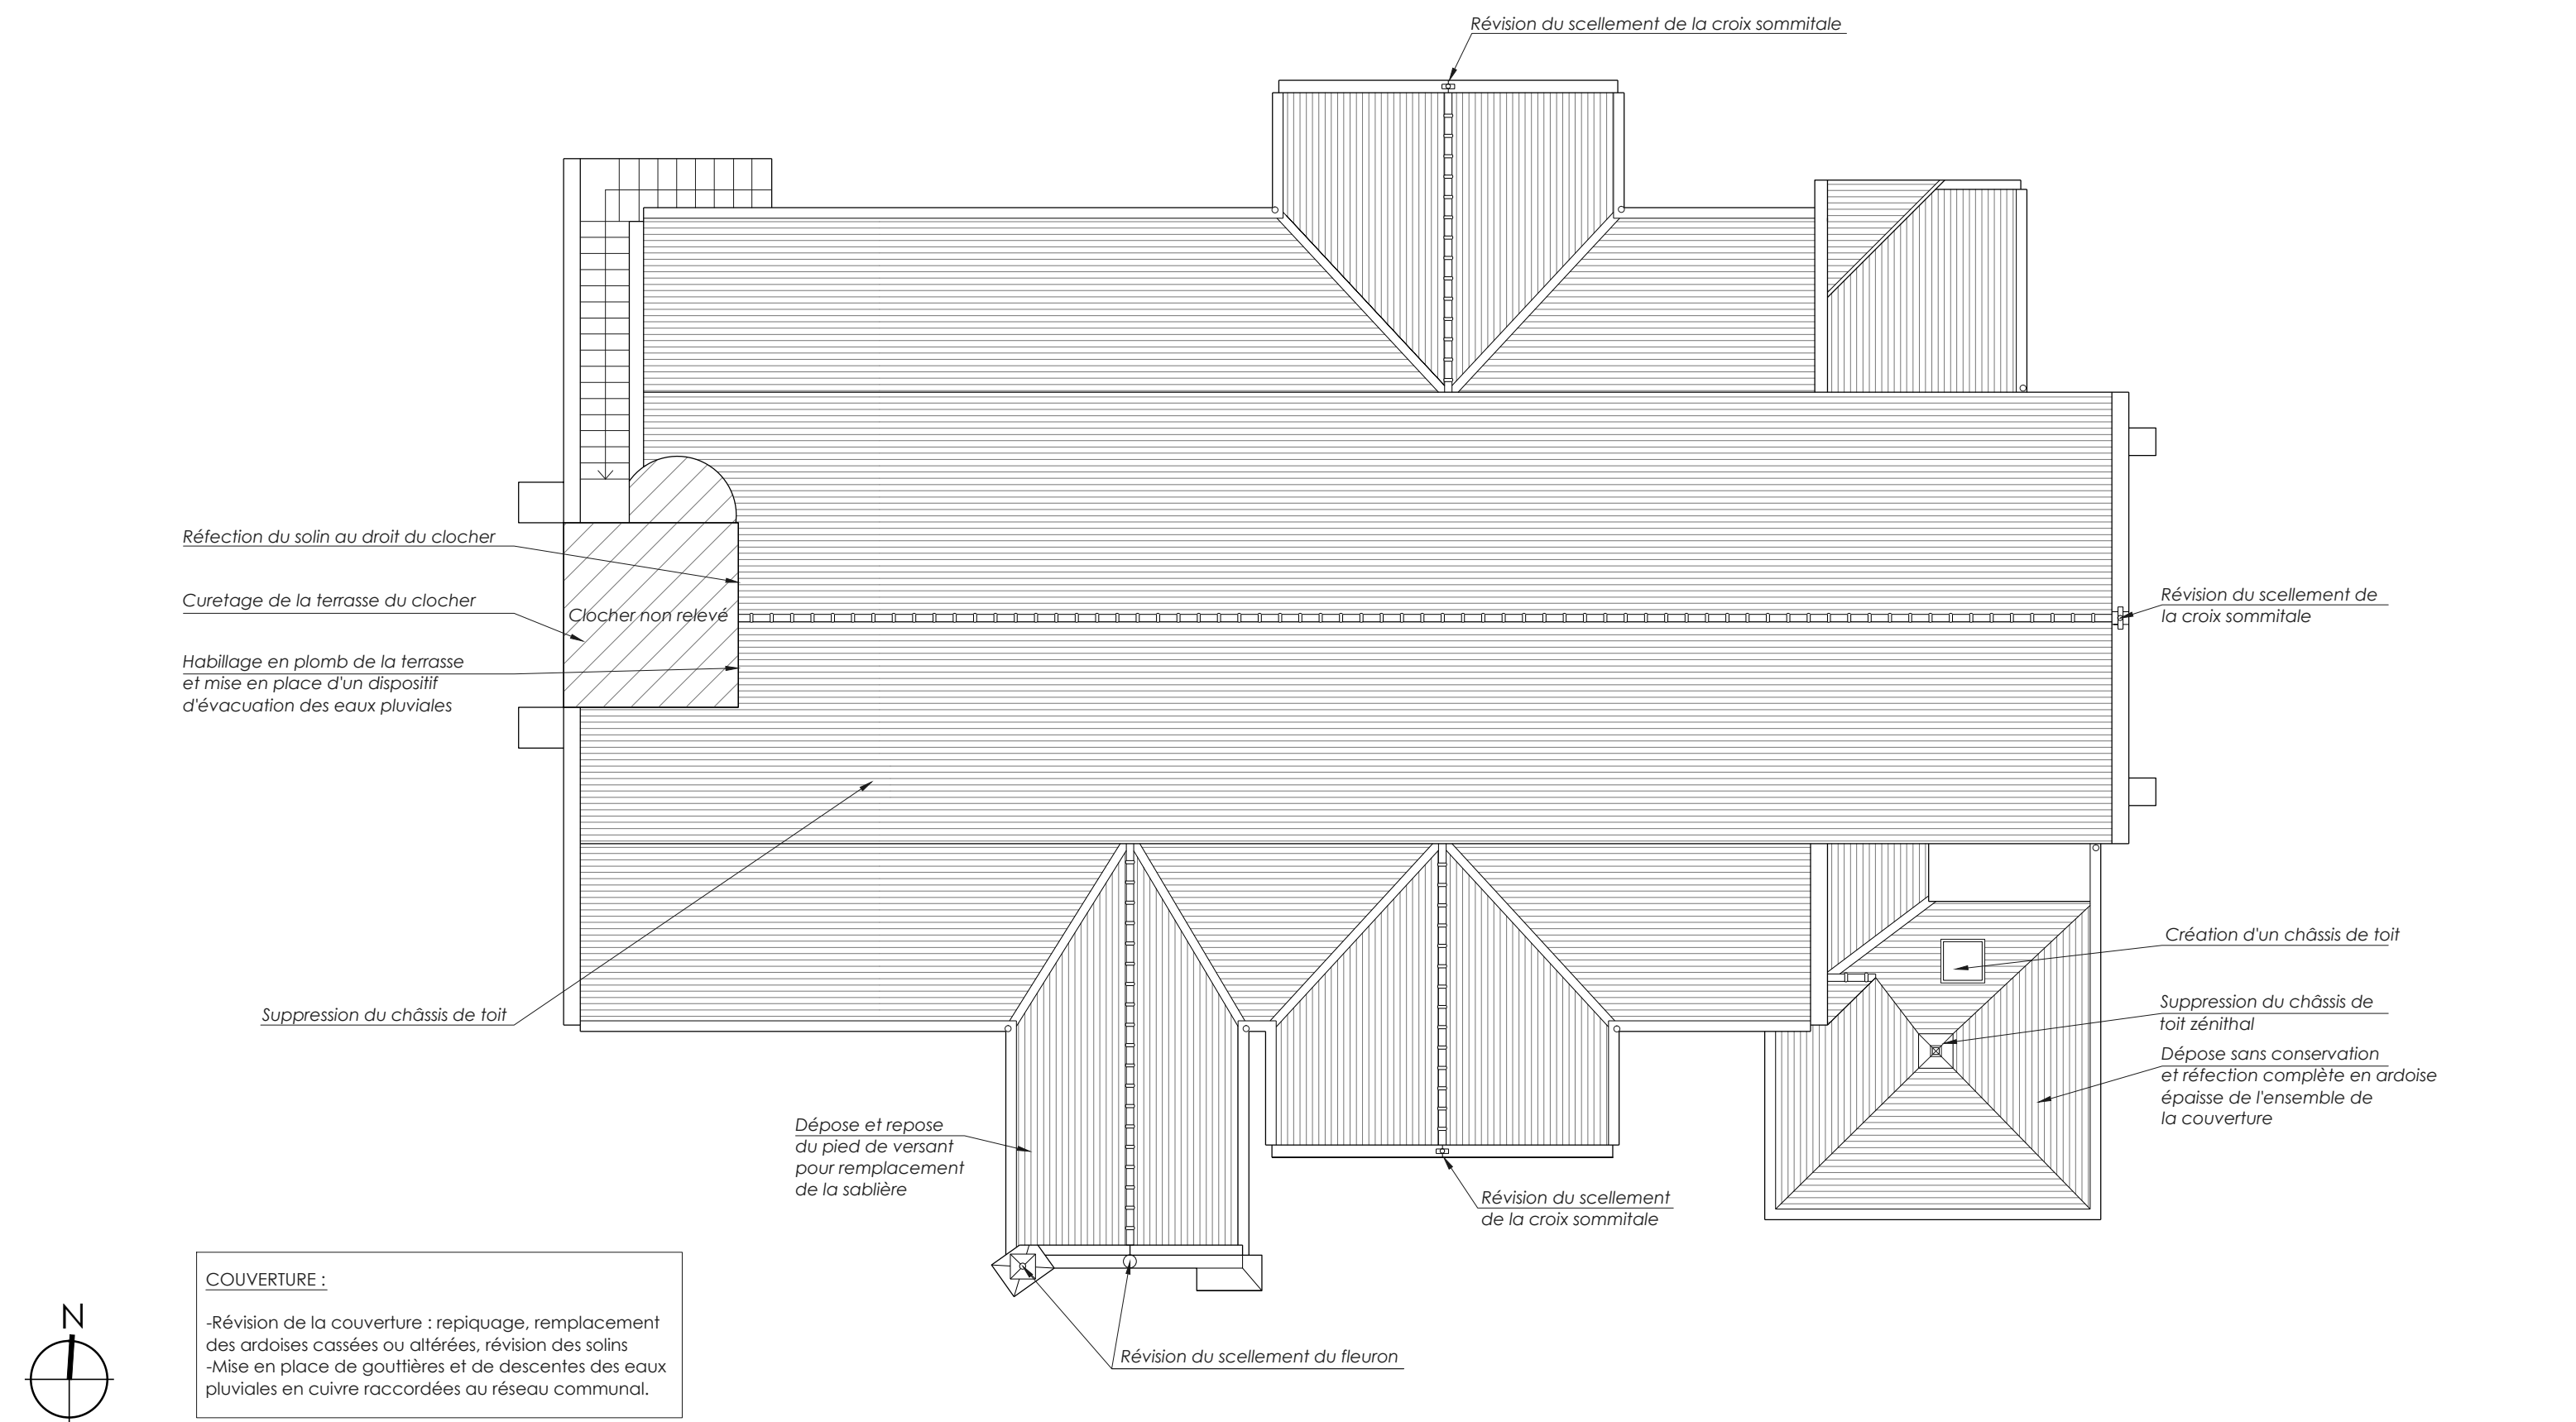 Révision du scellement de la croix sommitale
Réfection du solin au droit du clocher
Curetage de la terrasse du clocher
Clocher non relevé
Habillage en plomb de la terrasse
et mise en place d'un dispositif
d'évacuation des eaux pluviales
Révision du scellement de
la croix sommitale
Suppression du châssis de toit
Création d'un châssis de toit
Suppression du châssis de
toit zénithal
Dépose sans conservation
et réfection complète en ardoise
épaisse de l'ensemble de
la couverture
Dépose et repose
du pied de versant
pour remplacement
de la sablière
Révision du scellement
de la croix sommitale
Révision du scellement du fleuron
COUVERTURE :
-Révision de la couverture : repiquage, remplacement
des ardoises cassées ou altérées, révision des solins
-Mise en place de gouttières et de descentes des eaux
pluviales en cuivre raccordées au réseau communal.
N